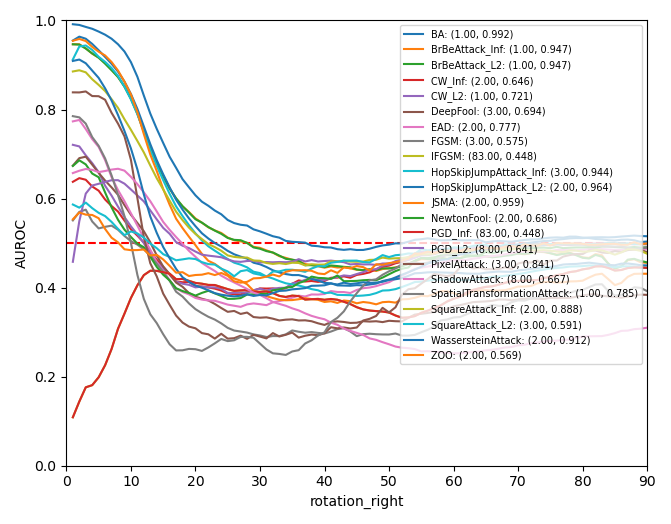 1.0
0.8
0.6
0.4
0.2
0.0
AUROC
0
10
20
30
40
50
60
70
80
90
rotation_right
BA: (1.00, 0.992)
BrBeAttack_Inf: (1.00, 0.947)
BrBeAttack_L2: (1.00, 0.947)
CW_Inf: (2.00, 0.646)
CW_L2: (1.00, 0.721)
DeepFool: (3.00, 0.694)
EAD: (2.00, 0.777)
FGSM: (3.00, 0.575)
IFGSM: (83.00, 0.448)
HopSkipJumpAttack_Inf: (3.00, 0.944)
HopSkipJumpAttack_L2: (2.00, 0.964)
JSMA: (2.00, 0.959)
NewtonFool: (2.00, 0.686)
PGD_Inf: (83.00, 0.448)
PGD_L2: (8.00, 0.641)
PixelAttack: (3.00, 0.841)
ShadowAttack: (8.00, 0.667)
SpatialTransformationAttack: (1.00, 0.785)
SquareAttack_Inf: (2.00, 0.888)
SquareAttack_L2: (3.00, 0.591)
WassersteinAttack: (2.00, 0.912)
ZOO: (2.00, 0.569)